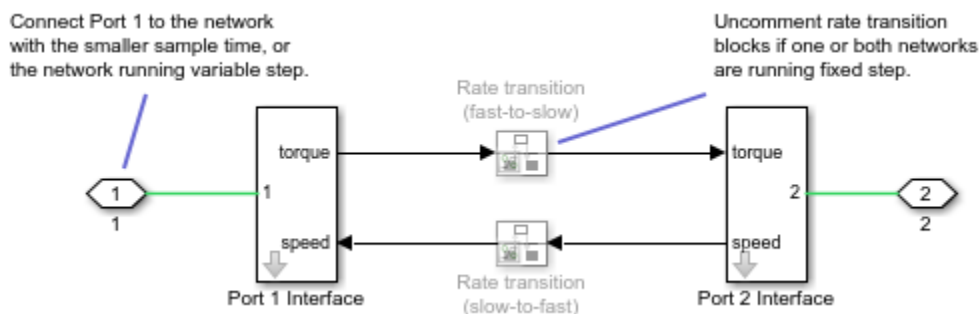 Connect Port 1 to the network
with the smaller sample time, or
the network running variable step.
Uncomment rate transition
blocks if one or both networks
are running fixed step.
Rate transition
(fast-to-slow)
torque
torque
1
1
1
2
2
2
speed
speed
Port 1 Interface
Rate transition
(slow-to-fast)
Port 2 Interface